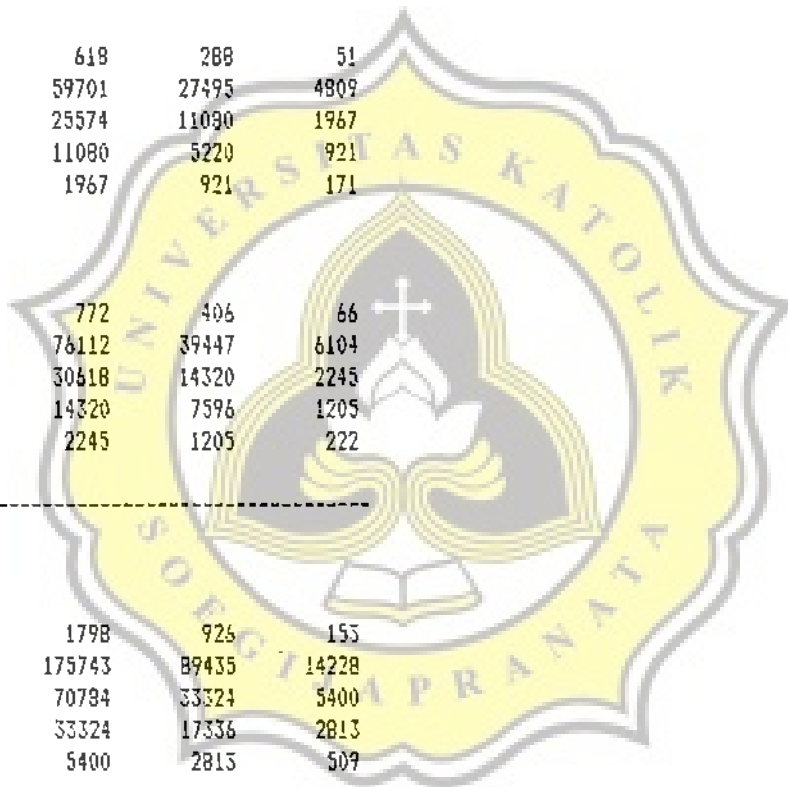 618 288 51
59701 27495 4809
25574 11080 1967
11080 5220 921
1967 921 171
772 406 66
76112 39447 6104
30618 14320 2245
14320 7596 1205
2245 1205 222
1798 926 153
175743 89435 14228
70784 33324 5400
33324 17336 2813
5400 2813 509
UNIVERSITAS KATOLIK
SOEGIJAPRANATA